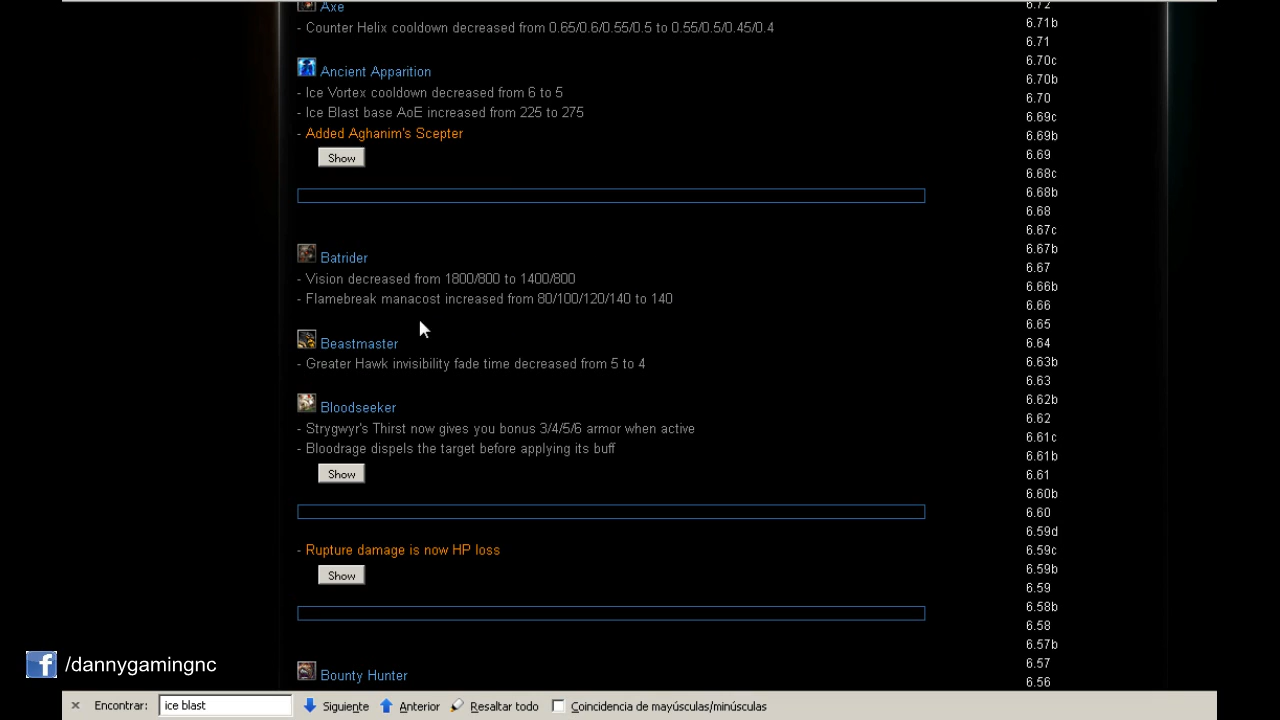 Axe
- Counter Helix cooldown decreased from 0.65/0.6/0.55/0.5 to 0.55/0.5/0.45/0.4
Ancient Apparition
- Ice Vortex cooldown decreased from 6 to 5
- Ice Blast base AoE increased from 225 to 275
- Added Aghanim's Scepter
Show
Batrider
- Vision decreased from 1800/800 to 1400/800
- Flamebreak manacost increased from 80/100/120/140 to 140
Beastmaster
- Greater Hawk invisibility fade time decreased from 5 to 4
Bloodseeker
- Strygwyr's Thirst now gives you bonus 3/4/5/6 armor when active
- Bloodrage dispels the target before applying its buff
Show
- Rupture damage is now HP loss
Show
Bounty Hunter
6.72
6.71b
6.71
6.70c
6.70b
6.70
6.69c
6.69b
6.69
6.68c
6.68b
6.68
6.67c
6.67b
6.67
6.66b
6.66
6.65
6.64
6.63b
6.63
6.62b
6.62
6.61c
6.61b
6.61
6.60b
6.60
6.59d
6.59c
6.59b
6.59
6.58b
6.58
6.57b
6.57
6.56
f /dannygamingnc
× Encontrar: ice blast Siguiente Anterior Resaltar todo Coincidencia de mayúsculas/minúsculas